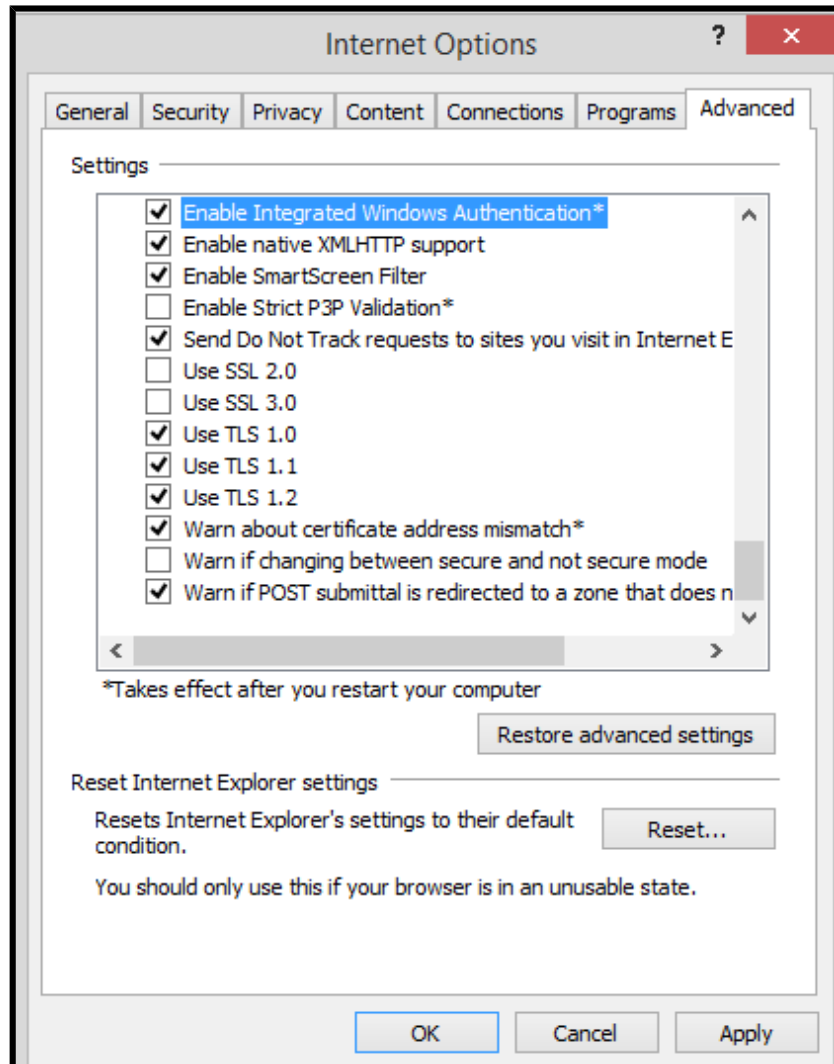 Internet Options
?
General Security Privacy Content Connections Programs Advanced
Settings
Enable Integrated Windows Authentication*
Enable native XMLHTTP support
Enable SmartScreen Filter
Enable Strict P3P Validation*
Send Do Not Track requests to sites you visit in Internet E
Use SSL 2.0
Use SSL 3.0
Use TLS 1.0
Use TLS 1.1
Use TLS 1.2
Warn about certificate address mismatch*
Warn if changing between secure and not secure mode
Warn if POST submittal is redirected to a zone that does n
*Takes effect after you restart your computer
Restore advanced settings
Reset Internet Explorer settings
Resets Internet Explorer's settings to their default
condition.
Reset...
You should only use this if your browser is in an unusable state.
OK Cancel Apply